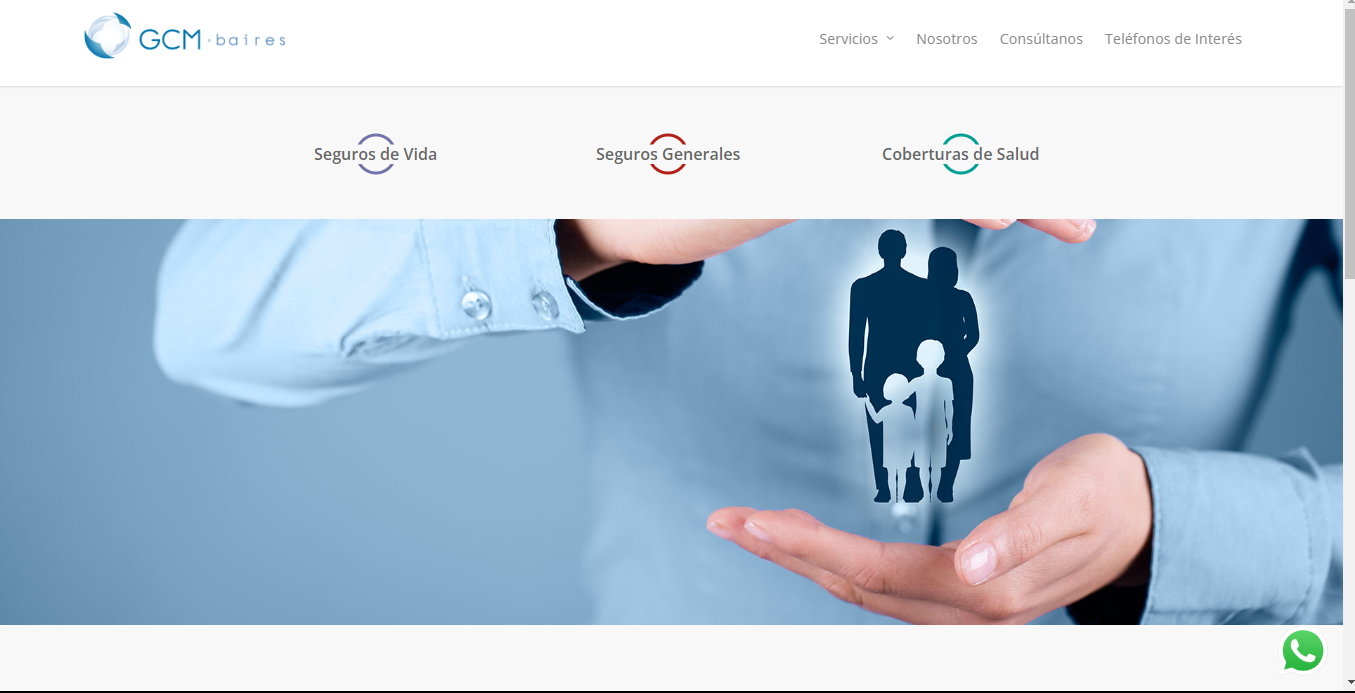 GCM·baires
Servicios Nosotros Consúltanos Teléfonos de Interés
Seguros de Vida Seguros Generales Coberturas de Salud